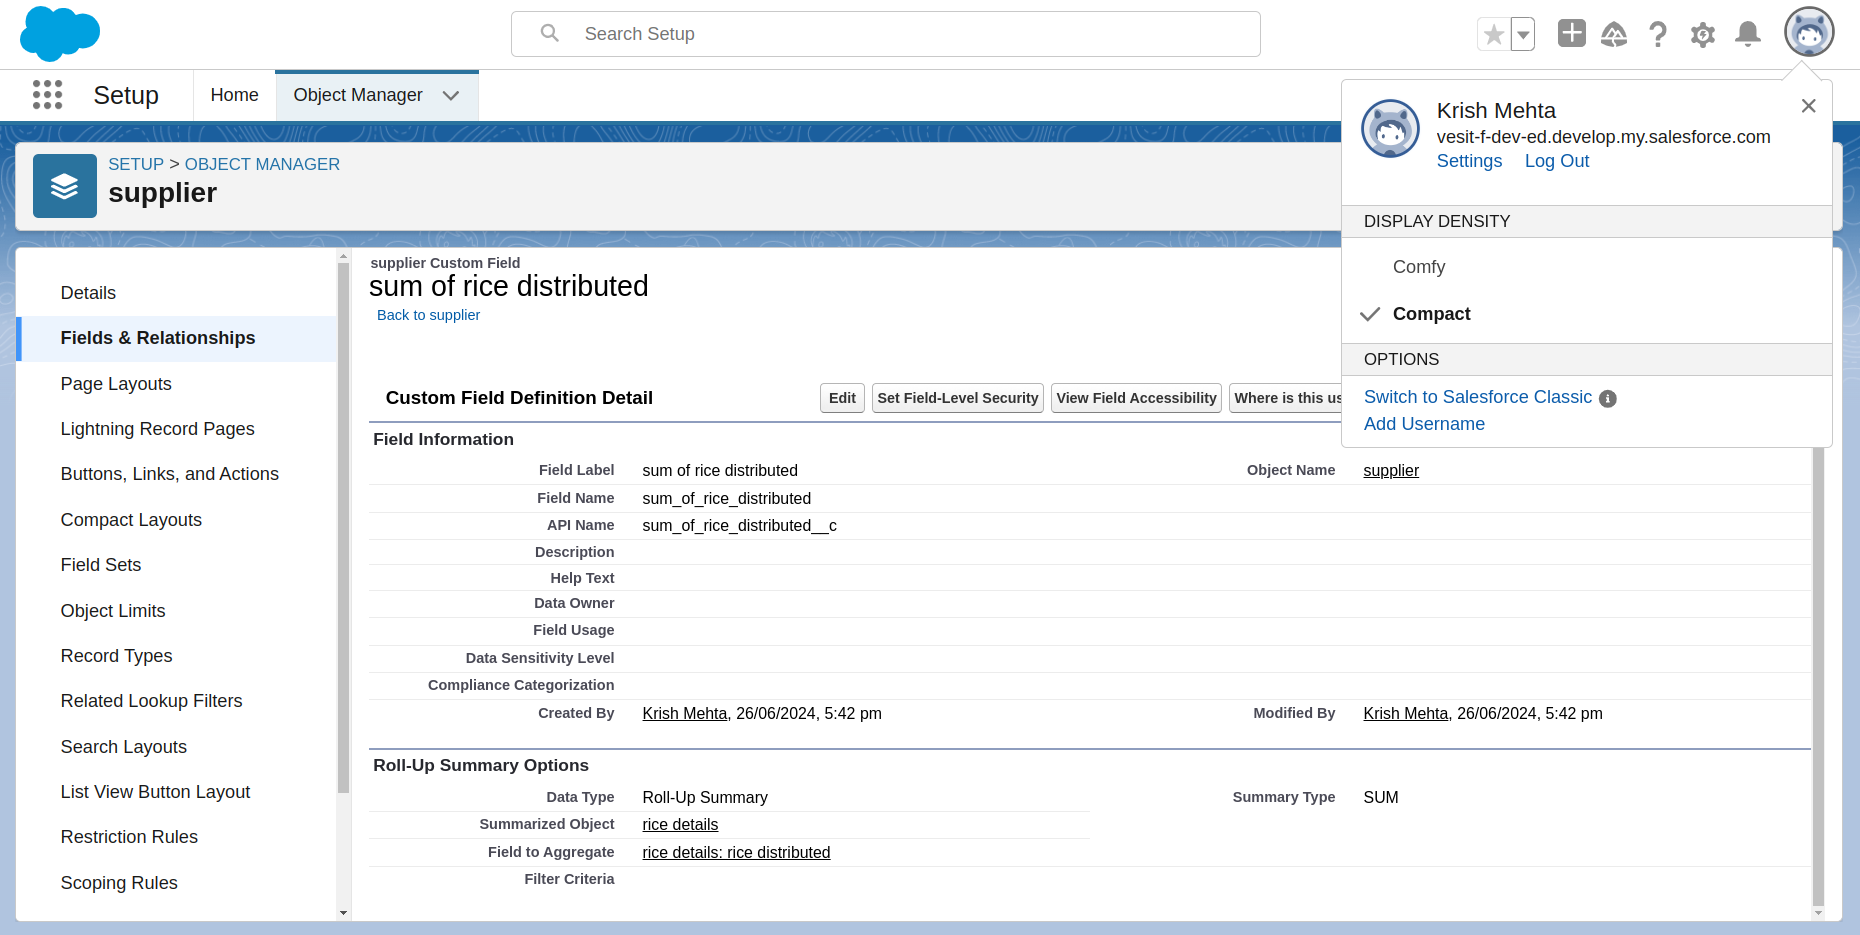 Search Setup
Setup
Home
Object Manager
SETUP > OBJECT MANAGER
supplier
Krish Mehta
vesit-f-dev-ed.develop.my.salesforce.com
Settings Log Out
DISPLAY DENSITY
Comfy
Compact
OPTIONS
Switch to Salesforce Classic
Add Username
Details
Fields & Relationships
Page Layouts
Lightning Record Pages
Buttons, Links, and Actions
Compact Layouts
Field Sets
Object Limits
Record Types
Related Lookup Filters
Search Layouts
List View Button Layout
Restriction Rules
Scoping Rules
supplier Custom Field
sum of rice distributed
Back to supplier
Custom Field Definition Detail
Edit
Set Field-Level Security
View Field Accessibility
Where is this us
Field Information
Field Label sum of rice distributed Object Name supplier
Field Name sum_of_rice_distributed
API Name sum_of_rice_distributed__c
Description
Help Text
Data Owner
Field Usage
Data Sensitivity Level
Compliance Categorization
Created By Krish Mehta, 26/06/2024, 5:42 pm Modified By Krish Mehta, 26/06/2024, 5:42 pm
Roll-Up Summary Options
Data Type Roll-Up Summary Summary Type SUM
Summarized Object rice details
Field to Aggregate rice details: rice distributed
Filter Criteria